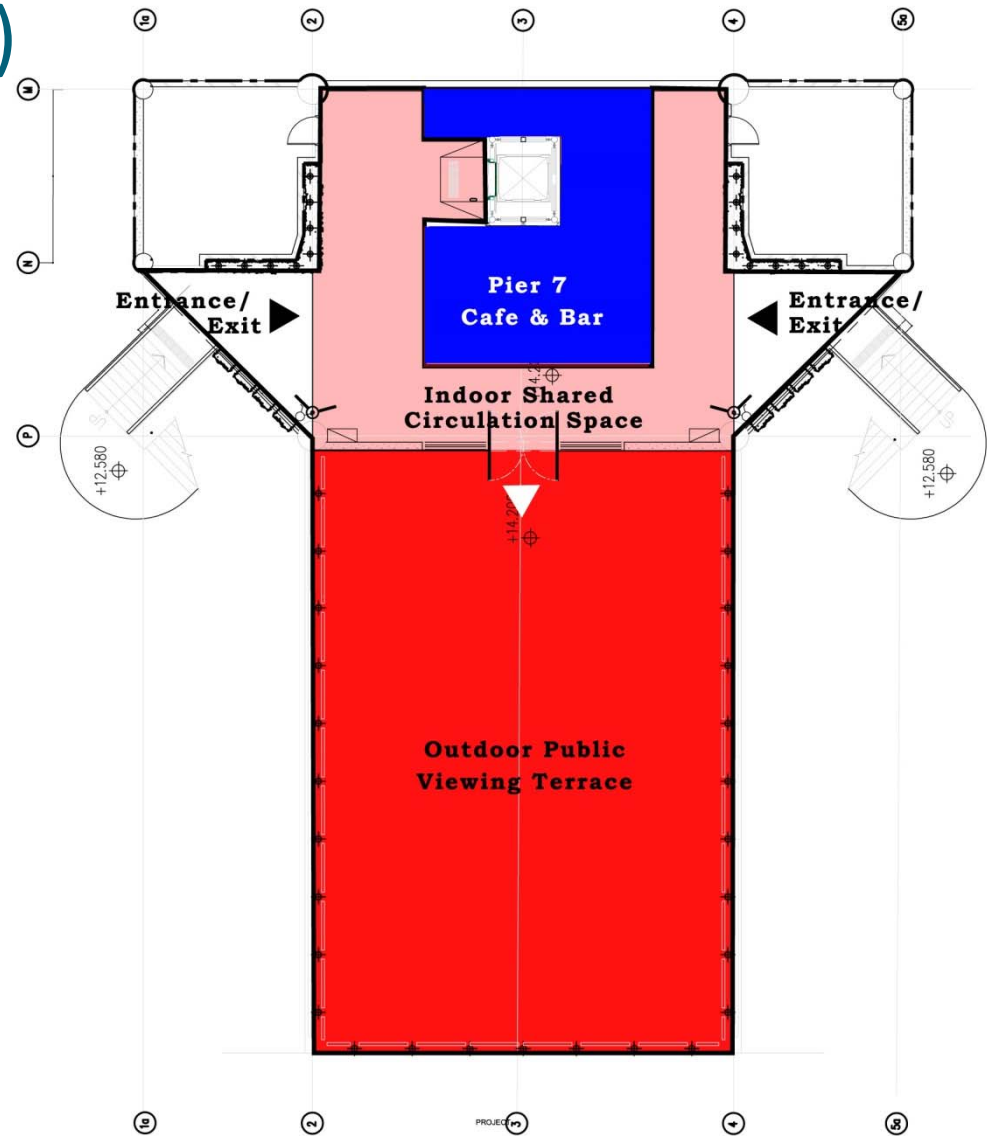 )
1a
2
3
4
5a
M
N
Entrance/
Exit
Pier 7
Cafe & Bar
Entrance/
Exit
Indoor Shared
Circulation Space
P
+12.580
+12.580
Outdoor Public
Viewing Terrace
1a
2
PROJECT
3
4
5a